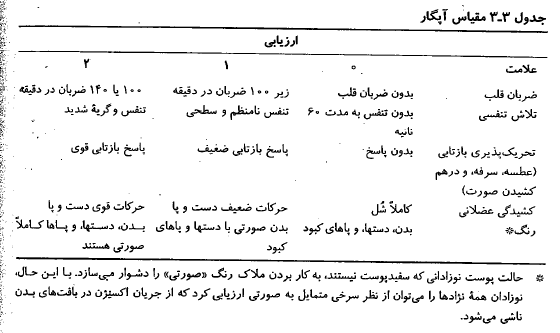 جدول ۳ـ۳ مقیاس آپگار
ارزیابی
علامت ۰ ۱ ۲
ضربان قلب بدون ضربان قلب زیر ۱۰۰ ضربان در دقیقه ۱۰۰ یا ۱۴۰ ضربان در دقیقه
تلاش تنفسی بدون تنفس به مدت ۶۰ تنفس نامنظم و سطحی تنفس و گریهٔ شدید
ثانیه
تحریک‌پذیری بازتابی بدون پاسخ پاسخ بازتابی ضعیف پاسخ بازتابی قوی
(عطسه، سرفه، و درهم
کشیدن صورت)
کشیدگی عضلانی کاملاً شُل حرکات ضعیف دست و پا حرکات قوی دست و پا
رنگ* بدن، دستها، و پاهای کبود بدن صورتی با دستها و پاهای بدن، دستها، و پاها کاملاً
کبود صورتی هستند
* حالت پوست نوزادانی که سفیدپوست نیستند، به کار بردن ملاک رنگ «صورتی» را دشوار می‌سازد. با این حال،
نوزادان همهٔ نژادها را می‌توان از نظر سرخی متمایل به صورتی ارزیابی کرد که از جریان اکسیژن در بافت‌های بدن
ناشی می‌شود.